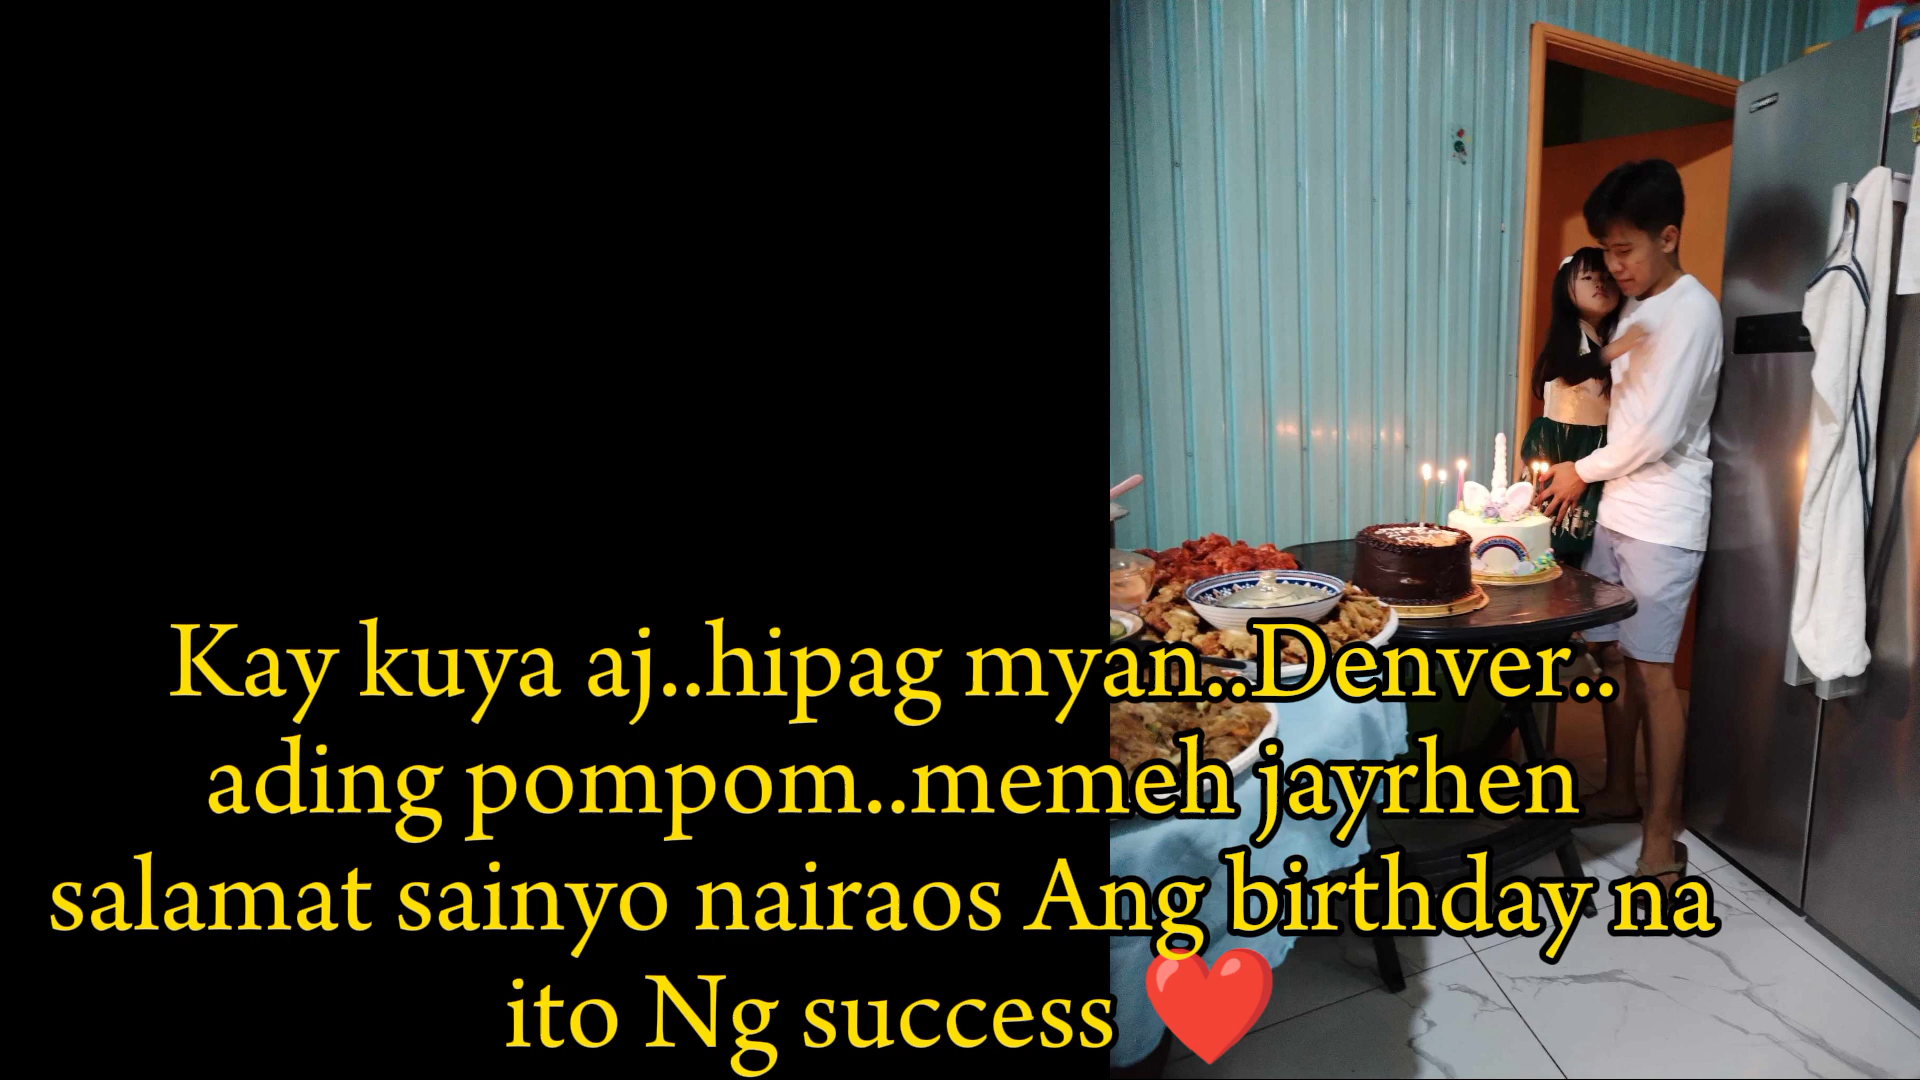 Kay kuya aj..hipag myan..Denver..
ading pompom..memeh jayrhen
salamat sainyo nairaos Ang birthday na
ito Ng success ❤️